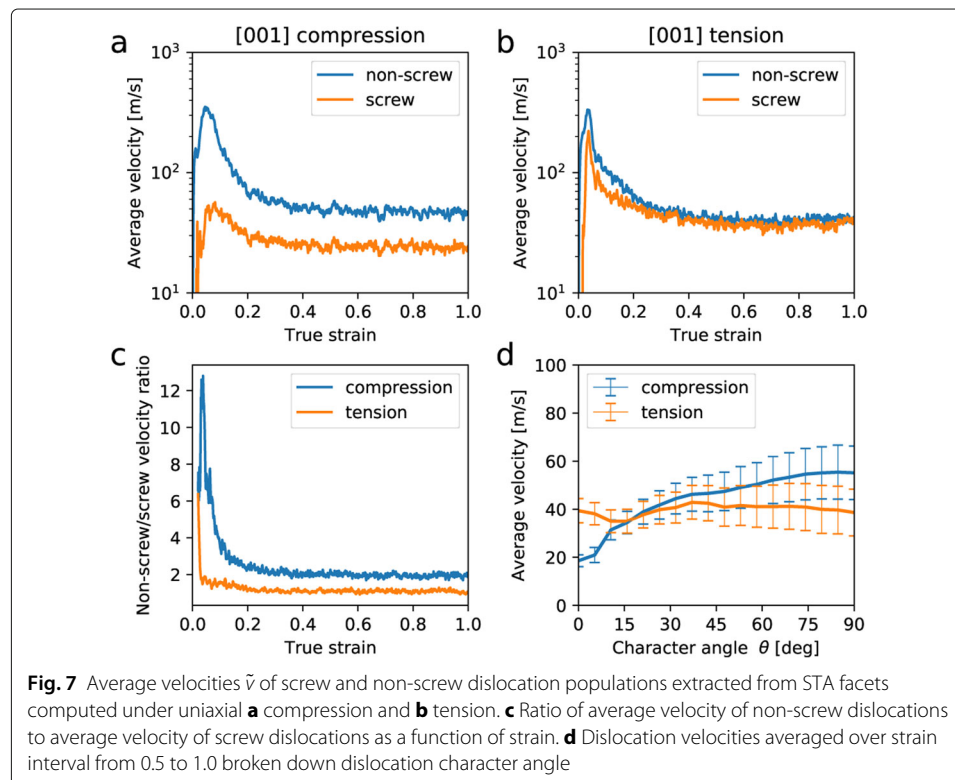 a
[001] compression
10³
10²
10¹
Average velocity [m/s]
non-screw
screw
0.0 0.2 0.4 0.6 0.8 1.0
True strain
b
[001] tension
10³
10²
10¹
Average velocity [m/s]
non-screw
screw
0.0 0.2 0.4 0.6 0.8 1.0
True strain
c
12
10
8
6
4
2
Non-screw/screw velocity ratio
compression
tension
0.0 0.2 0.4 0.6 0.8 1.0
True strain
d
100
80
60
40
20
0
Average velocity [m/s]
compression
tension
0 15 30 45 60 75 90
Character angle θ [deg]
Fig. 7 Average velocities ṽ of screw and non-screw dislocation populations extracted from STA facets
computed under uniaxial a compression and b tension. c Ratio of average velocity of non-screw dislocations
to average velocity of screw dislocations as a function of strain. d Dislocation velocities averaged over strain
interval from 0.5 to 1.0 broken down dislocation character angle